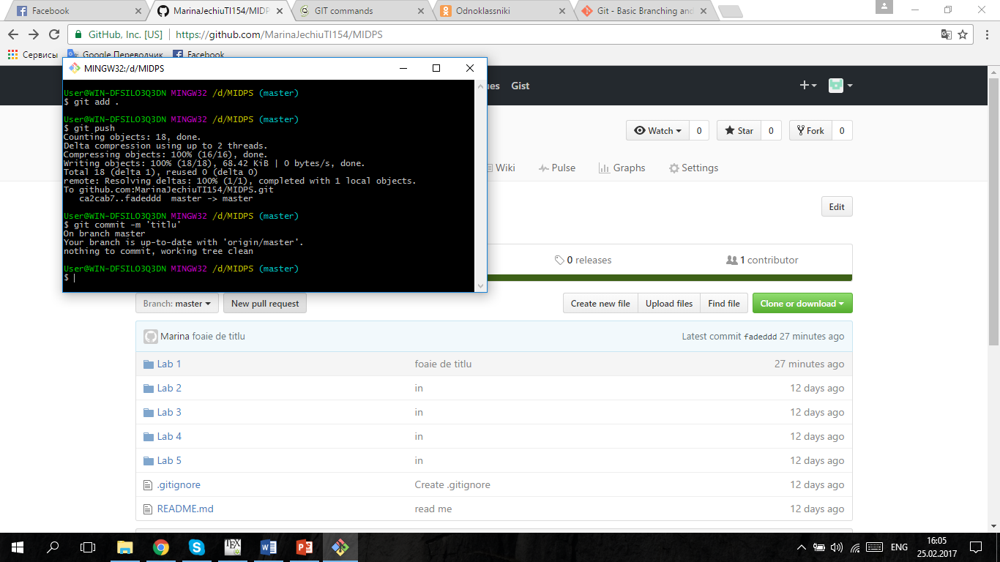 Facebook
MarinaJechiuTI154/MIDP
GIT commands
Odnoklassniki
Git - Basic Branching and
GitHub, Inc. [US]
https://github.com/MarinaJechiuTI154/MIDPS
Сервисы
Google Переводчик
Facebook
MINGW32:/d/MIDPS
User@WIN-DFSILO3Q3DN MINGW32 /d/MIDPS (master)
$ git add .
User@WIN-DFSILO3Q3DN MINGW32 /d/MIDPS (master)
$ git push
Counting objects: 18, done.
Delta compression using up to 2 threads.
Compressing objects: 100% (16/16), done.
Writing objects: 100% (18/18), 68.42 KiB | 0 bytes/s, done.
Total 18 (delta 1), reused 0 (delta 0)
remote: Resolving deltas: 100% (1/1), completed with 1 local objects.
To github.com:MarinaJechiuTI154/MIDPS.git
ca2cab7..fadeddd master -> master
User@WIN-DFSILO3Q3DN MINGW32 /d/MIDPS (master)
$ git commit -m 'titlu'
On branch master
Your branch is up-to-date with 'origin/master'.
nothing to commit, working tree clean
User@WIN-DFSILO3Q3DN MINGW32 /d/MIDPS (master)
$
ues Gist
Watch 0 Star 0 Fork 0
Wiki Pulse Graphs Settings
Edit
0 releases 1 contributor
Branch: master New pull request Create new file Upload files Find file Clone or download
Marina foaie de titlu Latest commit fadeddd 27 minutes ago
Lab 1 foaie de titlu 27 minutes ago
Lab 2 in 12 days ago
Lab 3 in 12 days ago
Lab 4 in 12 days ago
Lab 5 in 12 days ago
.gitignore Create .gitignore 12 days ago
README.md read me 12 days ago
ENG
16:05
25.02.2017